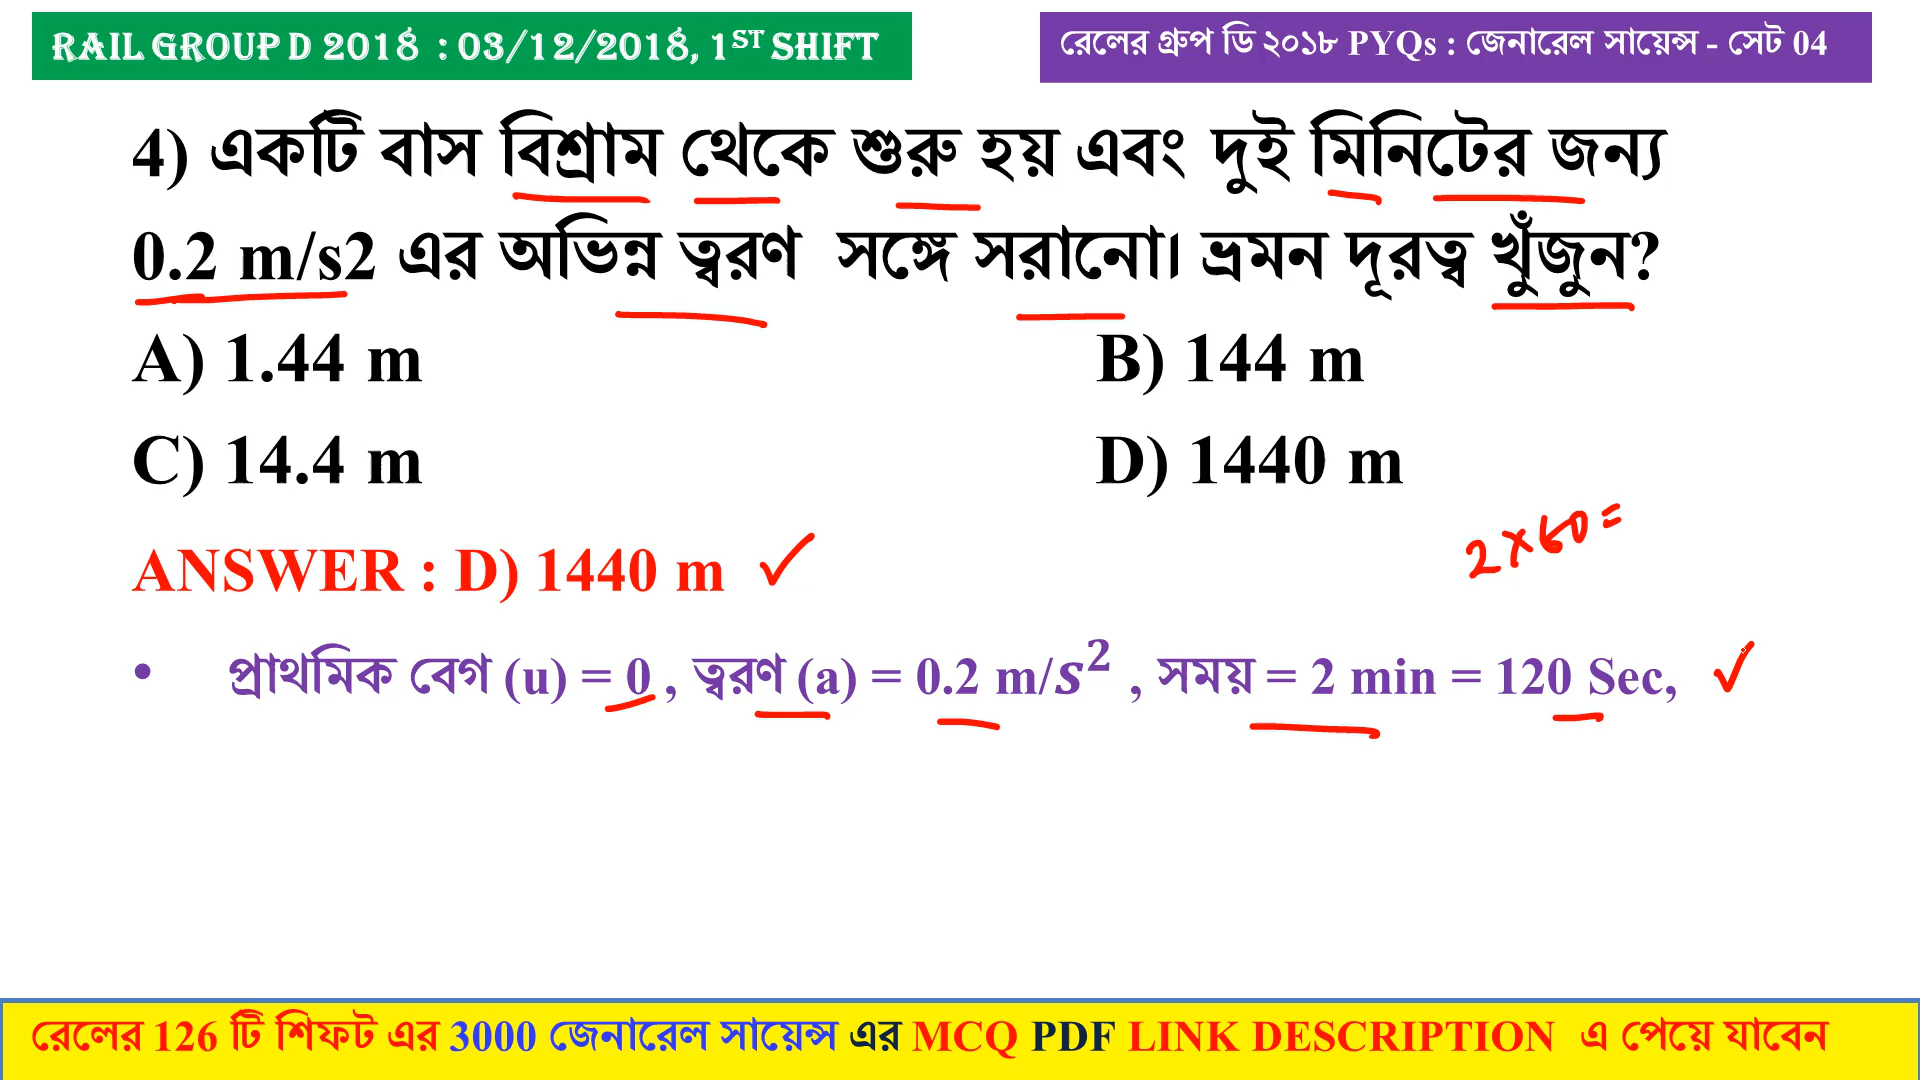 RAIL GROUP D 2018 : 03/12/2018, 1ST SHIFT
রেলের গ্রুপ ডি ২০১৮ PYQs : জেনারেল সায়েন্স - সেট 04
4) একটি বাস বিশ্রাম থেকে শুরু হয় এবং দুই মিনিটের জন্য
0.2 m/s2 এর অভিন্ন ত্বরণ সঙ্গে সরানো। ভ্রমন দূরত্ব খুঁজুন?
A) 1.44 m B) 144 m
C) 14.4 m D) 1440 m
2 x 60 =
ANSWER : D) 1440 m ✓
• প্রাথমিক বেগ (u) = 0 , ত্বরণ (a) = 0.2 m/s² , সময় = 2 min = 120 Sec, ✓
রেলের 126 টি শিফট এর 3000 জেনারেল সায়েন্স এর MCQ PDF LINK DESCRIPTION এ পেয়ে যাবেন